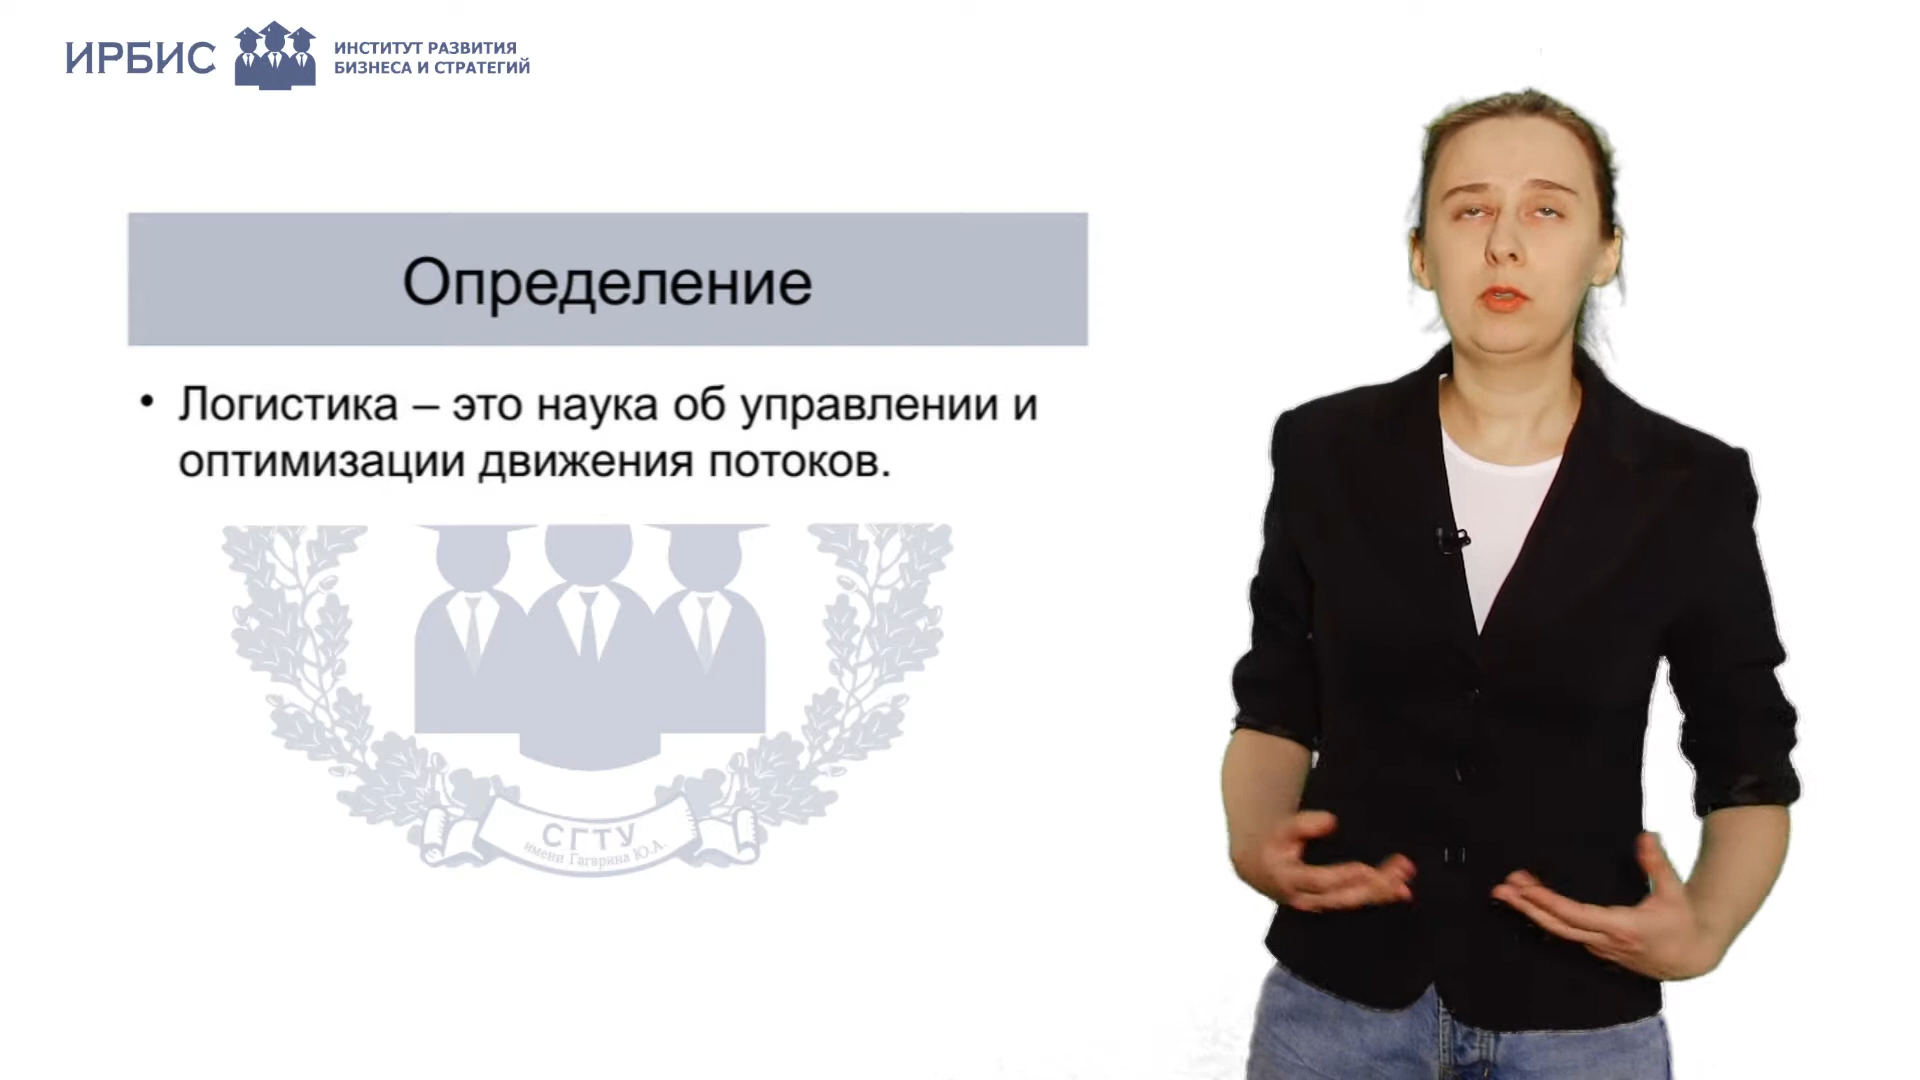 ИРБИС
ИНСТИТУТ РАЗВИТИЯ
БИЗНЕСА И СТРАТЕГИЙ
Определение
• Логистика – это наука об управлении и
оптимизации движения потоков.
СГТУ
имени Гагарина Ю.А.